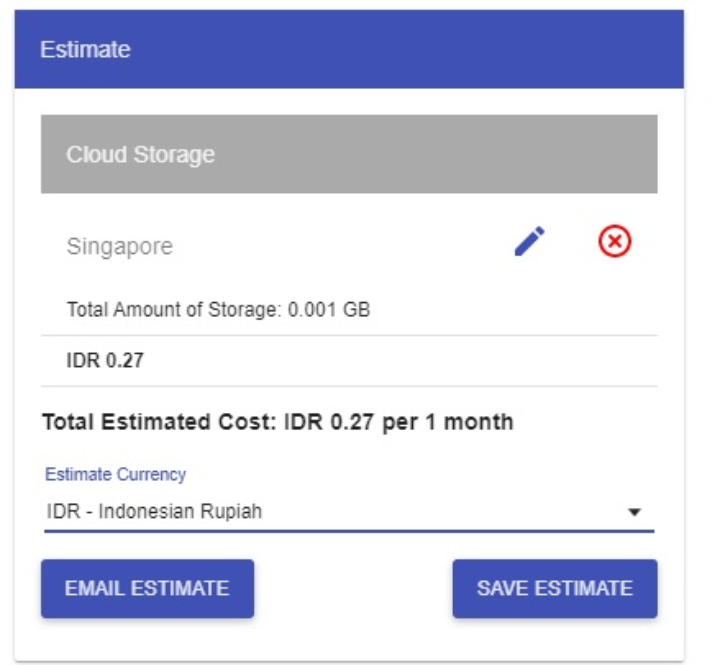 Estimate
Cloud Storage
Singapore
Total Amount of Storage: 0.001 GB
IDR 0.27
Total Estimated Cost: IDR 0.27 per 1 month
Estimate Currency
IDR - Indonesian Rupiah
EMAIL ESTIMATE
SAVE ESTIMATE